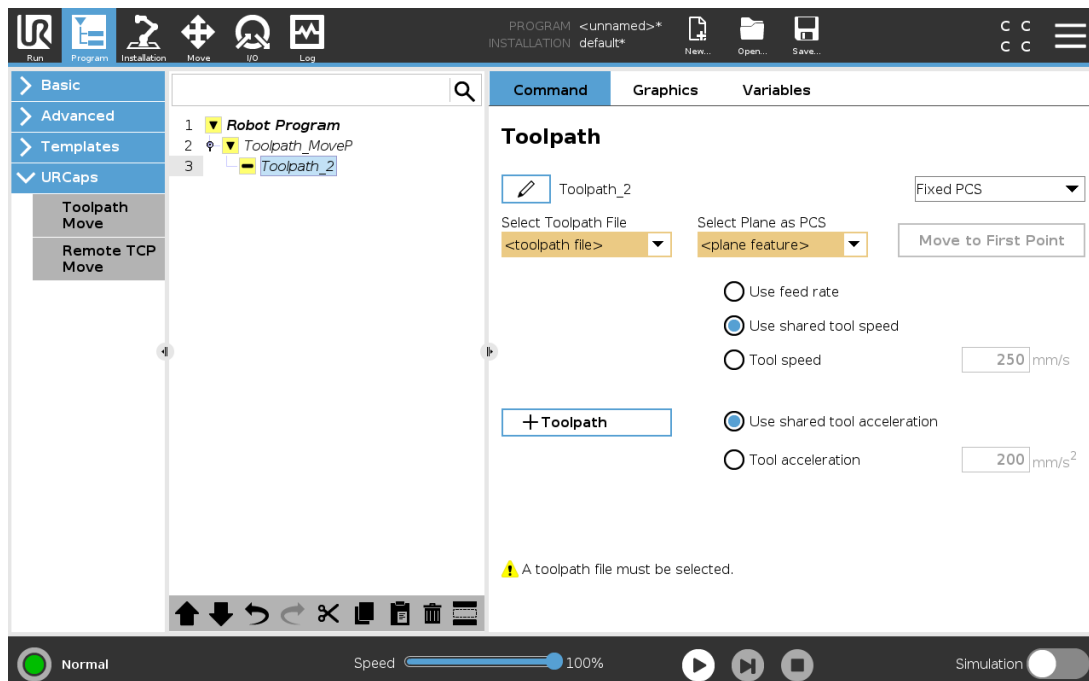 PROGRAM <unnamed>*
INSTALLATION default*
C C
C C
Run
Program
Installation
Move
I/O
Log
New...
Open...
Save...
Basic
Advanced
Templates
URCaps
Toolpath
Move
Remote TCP
Move
1 Robot Program
2 Toolpath_MoveP
3 Toolpath_2
Command Graphics Variables
Toolpath
Toolpath_2
Fixed PCS
Select Toolpath File
Select Plane as PCS
<toolpath file>
<plane feature>
Move to First Point
Use feed rate
Use shared tool speed
Tool speed 250 mm/s
+Toolpath
Use shared tool acceleration
Tool acceleration 200 mm/s²
A toolpath file must be selected.
Normal
Speed 100%
Simulation